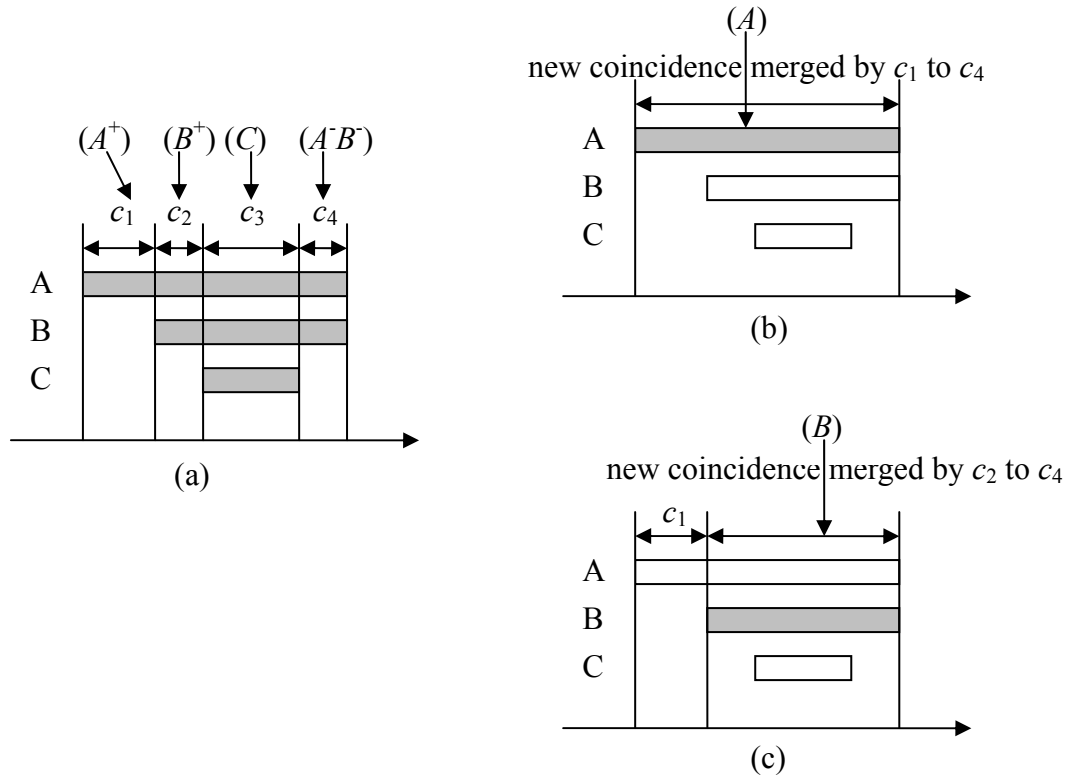 (A⁺) (B⁺) (C) (A⁻B⁻)
c₁ c₂ c₃ c₄
A
B
C
(a)
(A)
new coincidence merged by c₁ to c₄
A
B
C
(b)
(B)
new coincidence merged by c₂ to c₄
c₁
A
B
C
(c)